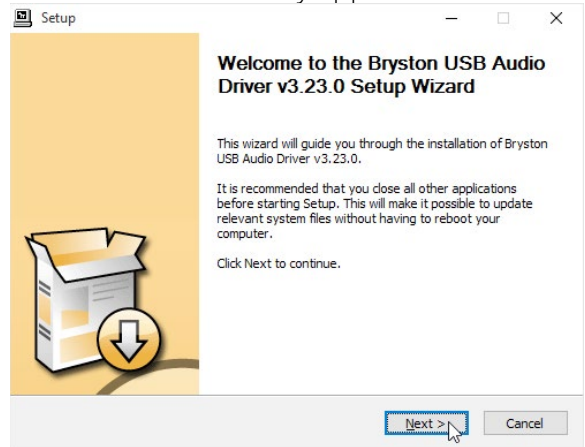 Setup
Welcome to the Bryston USB Audio
Driver v3.23.0 Setup Wizard
This wizard will guide you through the installation of Bryston
USB Audio Driver v3.23.0.
It is recommended that you close all other applications
before starting Setup. This will make it possible to update
relevant system files without having to reboot your
computer.
Click Next to continue.
Next >
Cancel